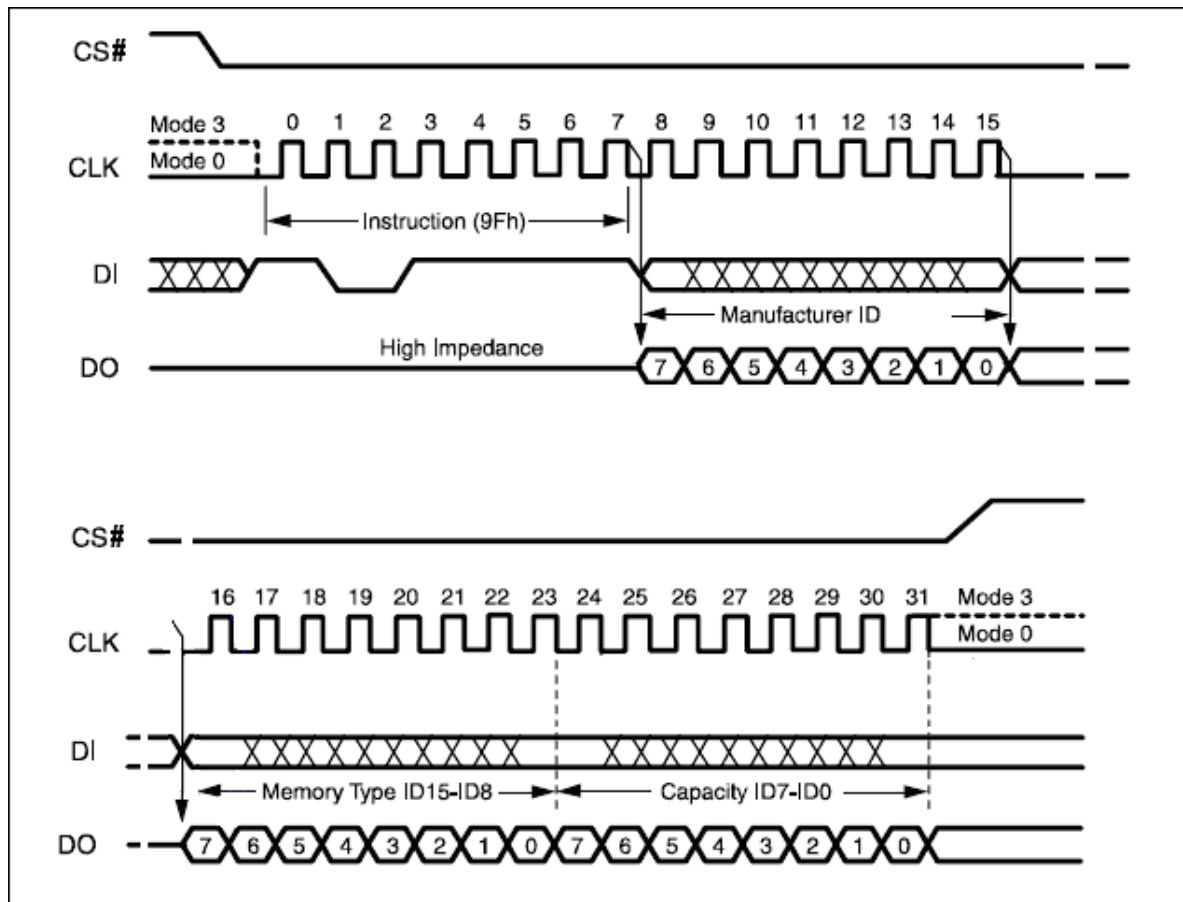 CS#
Mode 3
0 1 2 3 4 5 6 7 8 9 10 11 12 13 14 15
CLK
Mode 0
Instruction (9Fh)
DI
Manufacturer ID
High Impedance
DO
7 6 5 4 3 2 1 0
CS#
16 17 18 19 20 21 22 23 24 25 26 27 28 29 30 31
Mode 3
CLK
Mode 0
DI
Memory Type ID15-ID8
Capacity ID7-ID0
DO
7 6 5 4 3 2 1 0 7 6 5 4 3 2 1 0